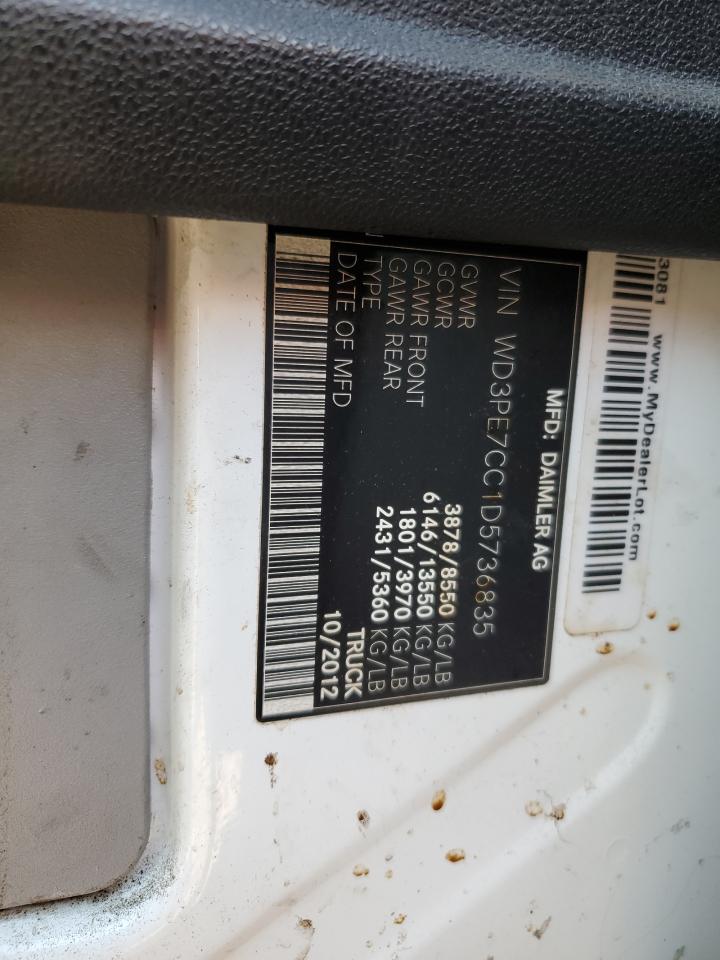 3081 www.MyDealerLot.com
MFD: DAIMLER AG
VIN WD3PE7CC1D5736835
GVWR 3878/8550 KG/LB
GCWR 6146/13550 KG/LB
GAWR FRONT 1801/3970 KG/LB
GAWR REAR 2431/5360 KG/LB
TYPE TRUCK
DATE OF MFD 10/2012